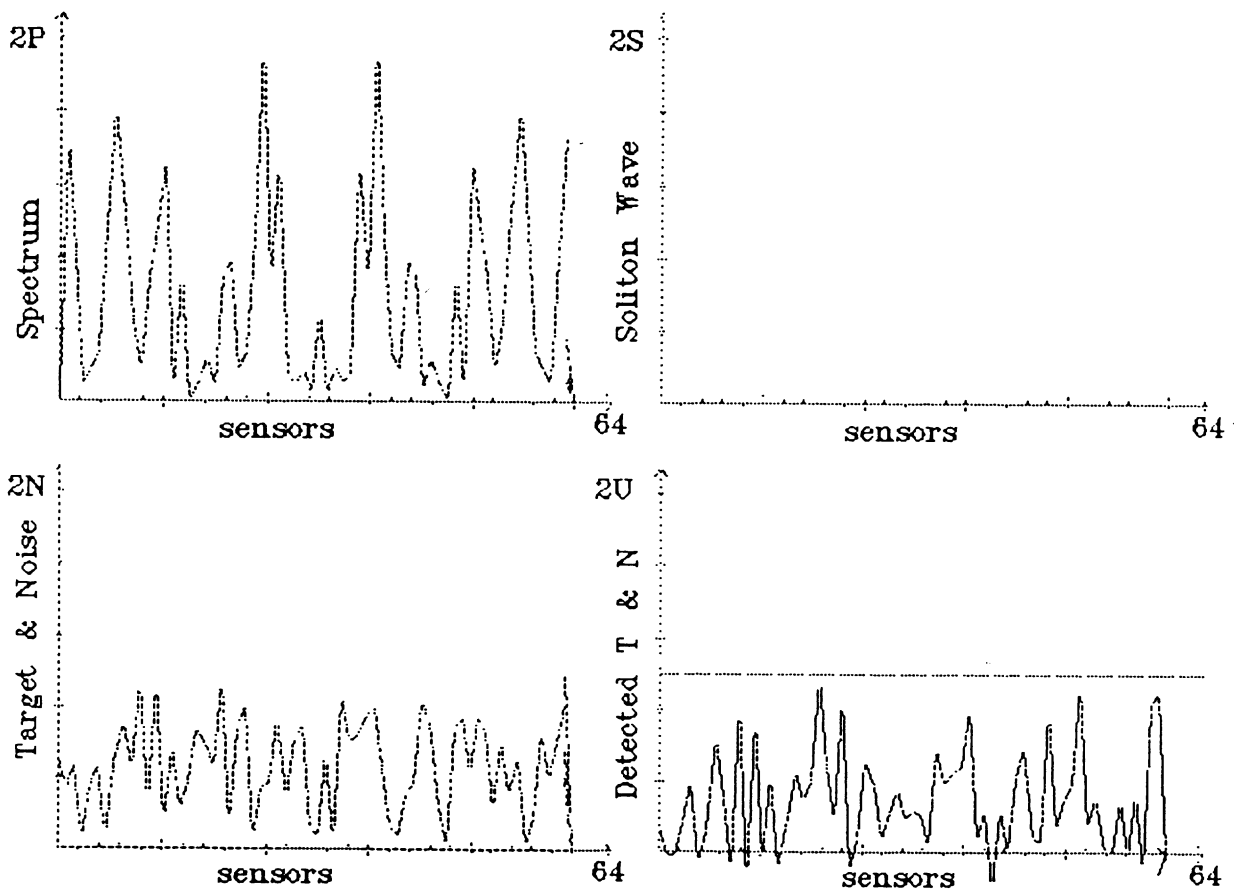 2P
Spectrum
sensors
64
2S
Soliton Wave
sensors
64
2N
Target & Noise
sensors
64
2U
Detected T & N
sensors
64